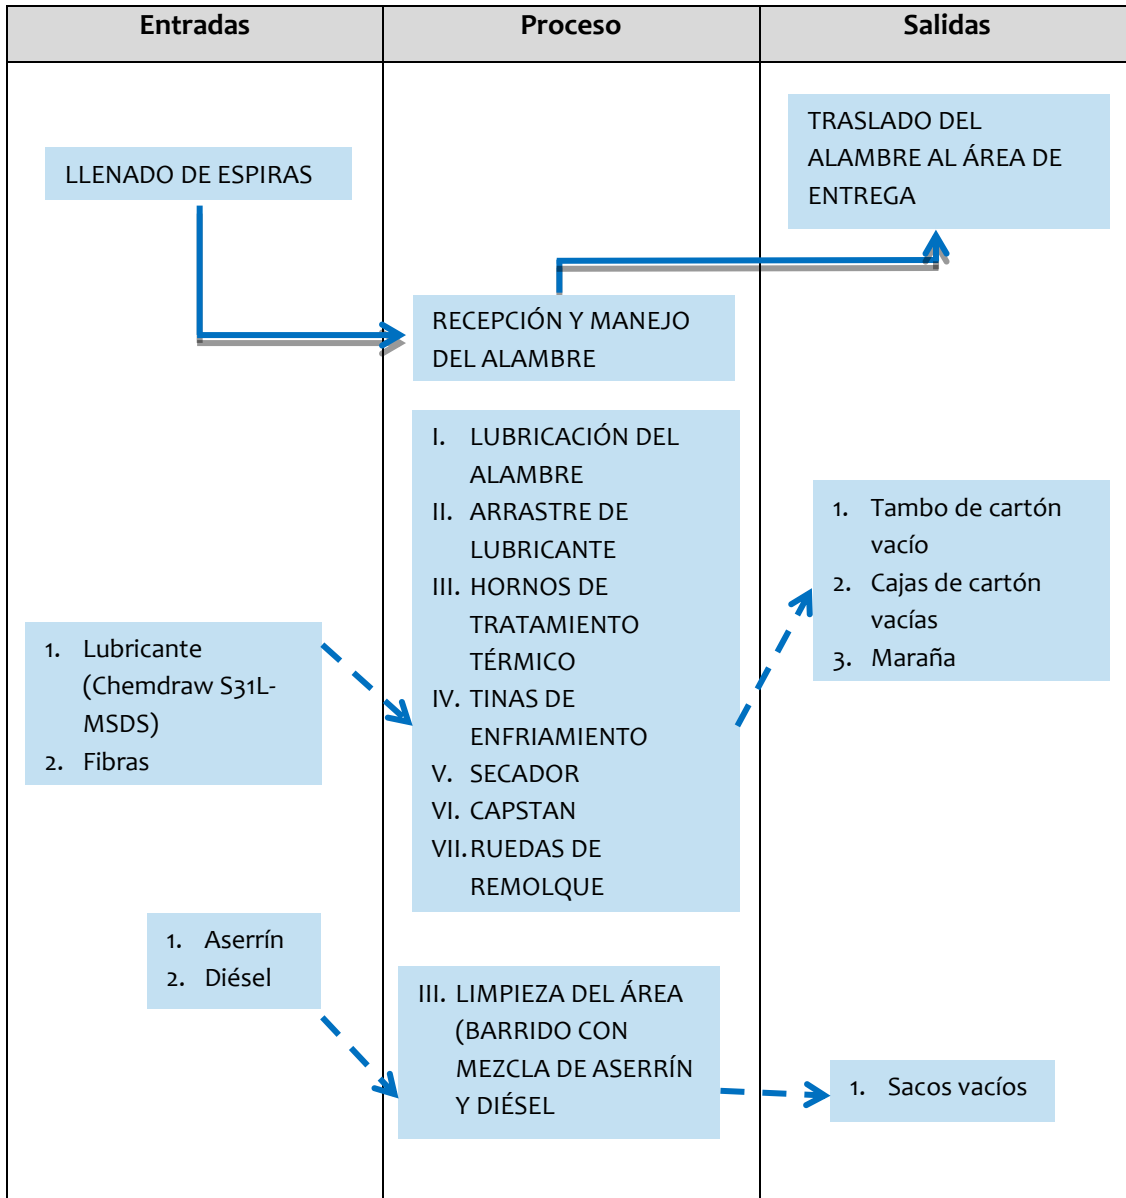 Entradas
Proceso
Salidas
LLENADO DE ESPIRAS
TRASLADO DEL
ALAMBRE AL ÁREA DE
ENTREGA
RECEPCIÓN Y MANEJO
DEL ALAMBRE
1. Lubricante
(Chemdraw S31L-
MSDS)
2. Fibras
I. LUBRICACIÓN DEL
ALAMBRE
II. ARRASTRE DE
LUBRICANTE
III. HORNOS DE
TRATAMIENTO
TÉRMICO
IV. TINAS DE
ENFRIAMIENTO
V. SECADOR
VI. CAPSTAN
VII. RUEDAS DE
REMOLQUE
1. Tambo de cartón
vacío
2. Cajas de cartón
vacías
3. Maraña
1. Aserrín
2. Diésel
III. LIMPIEZA DEL ÁREA
(BARRIDO CON
MEZCLA DE ASERRÍN
Y DIÉSEL
1. Sacos vacíos